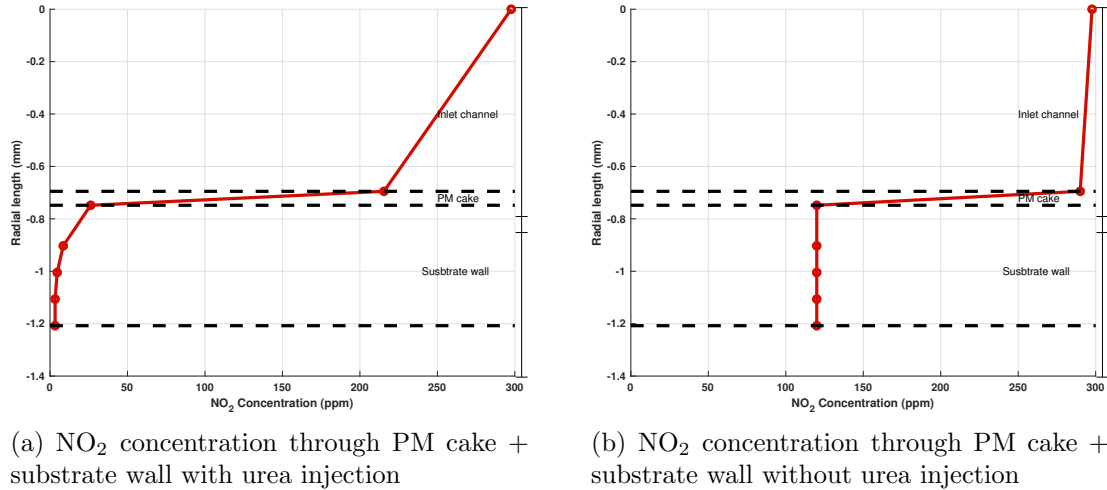 0
-0.2
-0.4
-0.6
-0.8
-1
-1.2
-1.4
Radial length (mm)
Inlet channel
PM cake
Susbtrate wall
0 50 100 150 200 250 300
NO2 Concentration (ppm)
(a) NO2 concentration through PM cake +
substrate wall with urea injection
0
-0.2
-0.4
-0.6
-0.8
-1
-1.2
-1.4
Radial length (mm)
Inlet channel
PM cake
Susbtrate wall
0 50 100 150 200 250 300
NO2 Concentration (ppm)
(b) NO2 concentration through PM cake +
substrate wall without urea injection